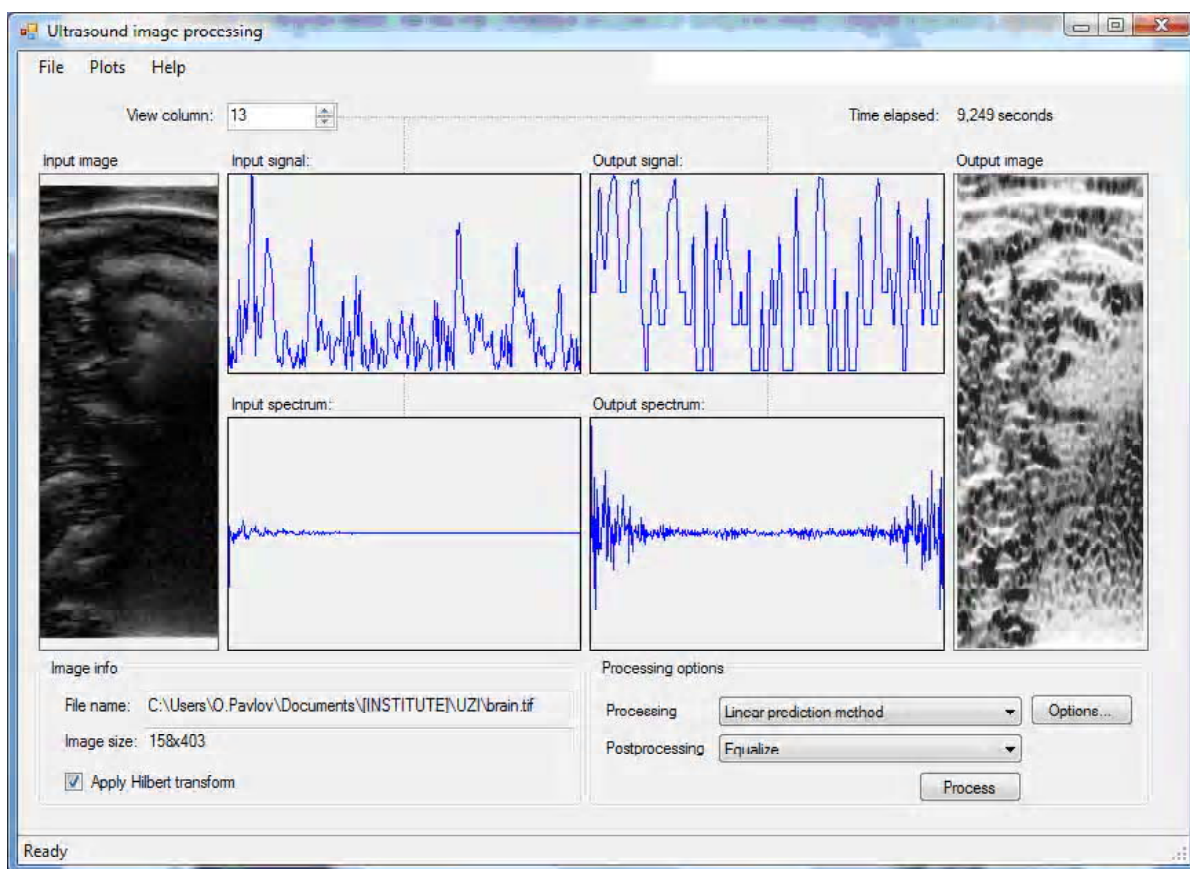 Ultrasound image processing
File Plots Help
View column: 13
Time elapsed: 9,249 seconds
Input image
Input signal:
Output signal:
Output image
Input spectrum:
Output spectrum:
Image info
File name: C:\Users\O.Pavlov\Documents\[INSTITUTE]\UZI\brain.tif
Image size: 158x403
Apply Hilbert transform
Processing options
Processing Linear prediction method Options...
Postprocessing Equalize
Process
Ready